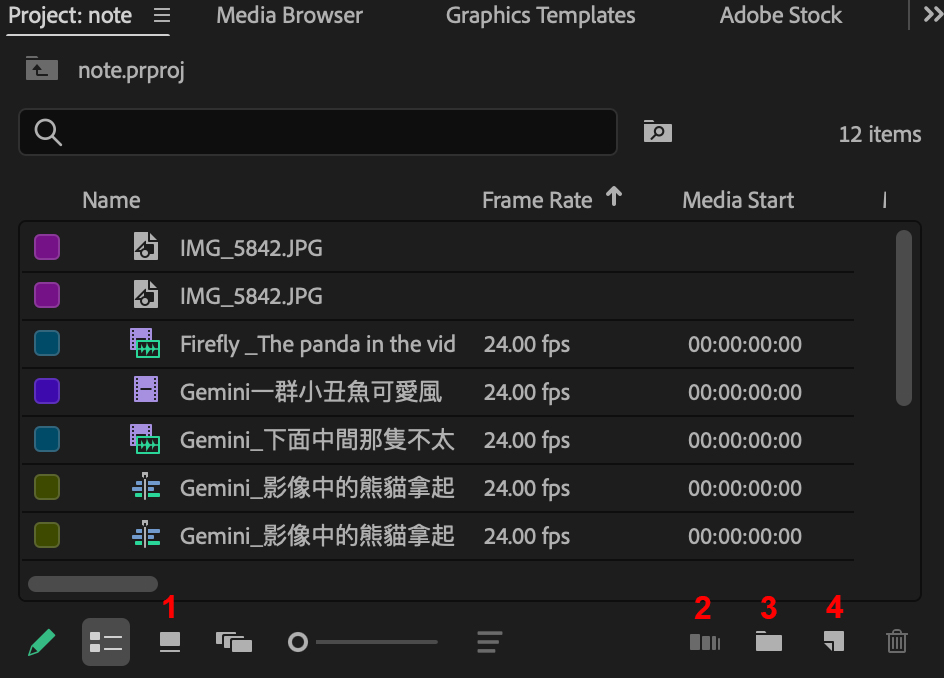 Project: note
Media Browser
Graphics Templates
Adobe Stock
note.prproj
12 items
Name
Frame Rate
Media Start
IMG_5842.JPG
IMG_5842.JPG
Firefly _The panda in the vid 24.00 fps 00:00:00:00
Gemini一群小丑魚可愛風 24.00 fps 00:00:00:00
Gemini_下面中間那隻不太 24.00 fps 00:00:00:00
Gemini_影像中的熊貓拿起 24.00 fps 00:00:00:00
Gemini_影像中的熊貓拿起 24.00 fps 00:00:00:00
1
2
3
4